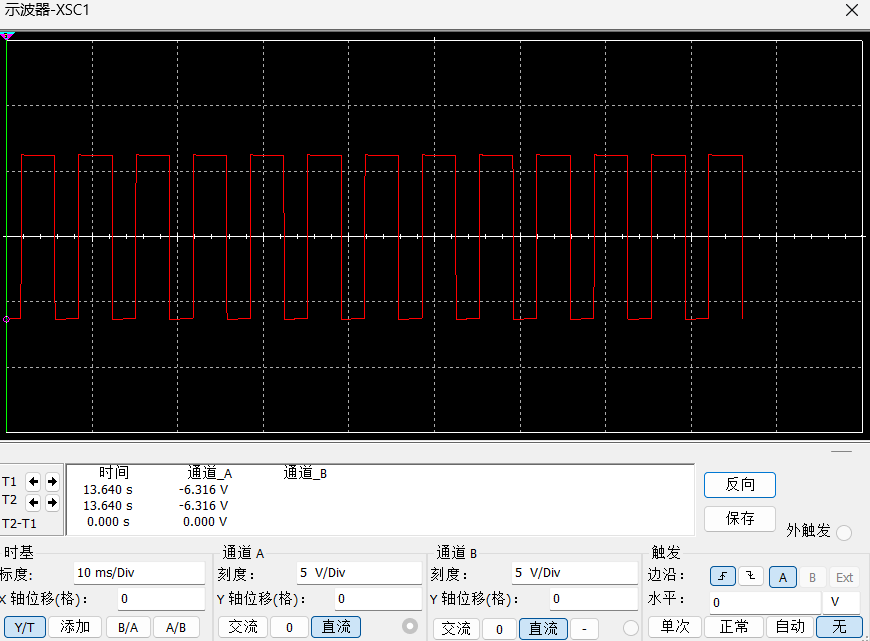 示波器-XSC1
时间 通道_A 通道_B
T1 13.640 s -6.316 V
T2 13.640 s -6.316 V
T2-T1 0.000 s 0.000 V
反向
保存
外触发
时基
标度: 10 ms/Div
X 轴位移(格): 0
Y/T 添加 B/A A/B
通道 A
刻度: 5 V/Div
Y 轴位移(格): 0
交流 0 直流
通道 B
刻度: 5 V/Div
Y 轴位移(格): 0
交流 0 直流 -
触发
边沿: A B Ext
水平: 0 V
单次 正常 自动 无